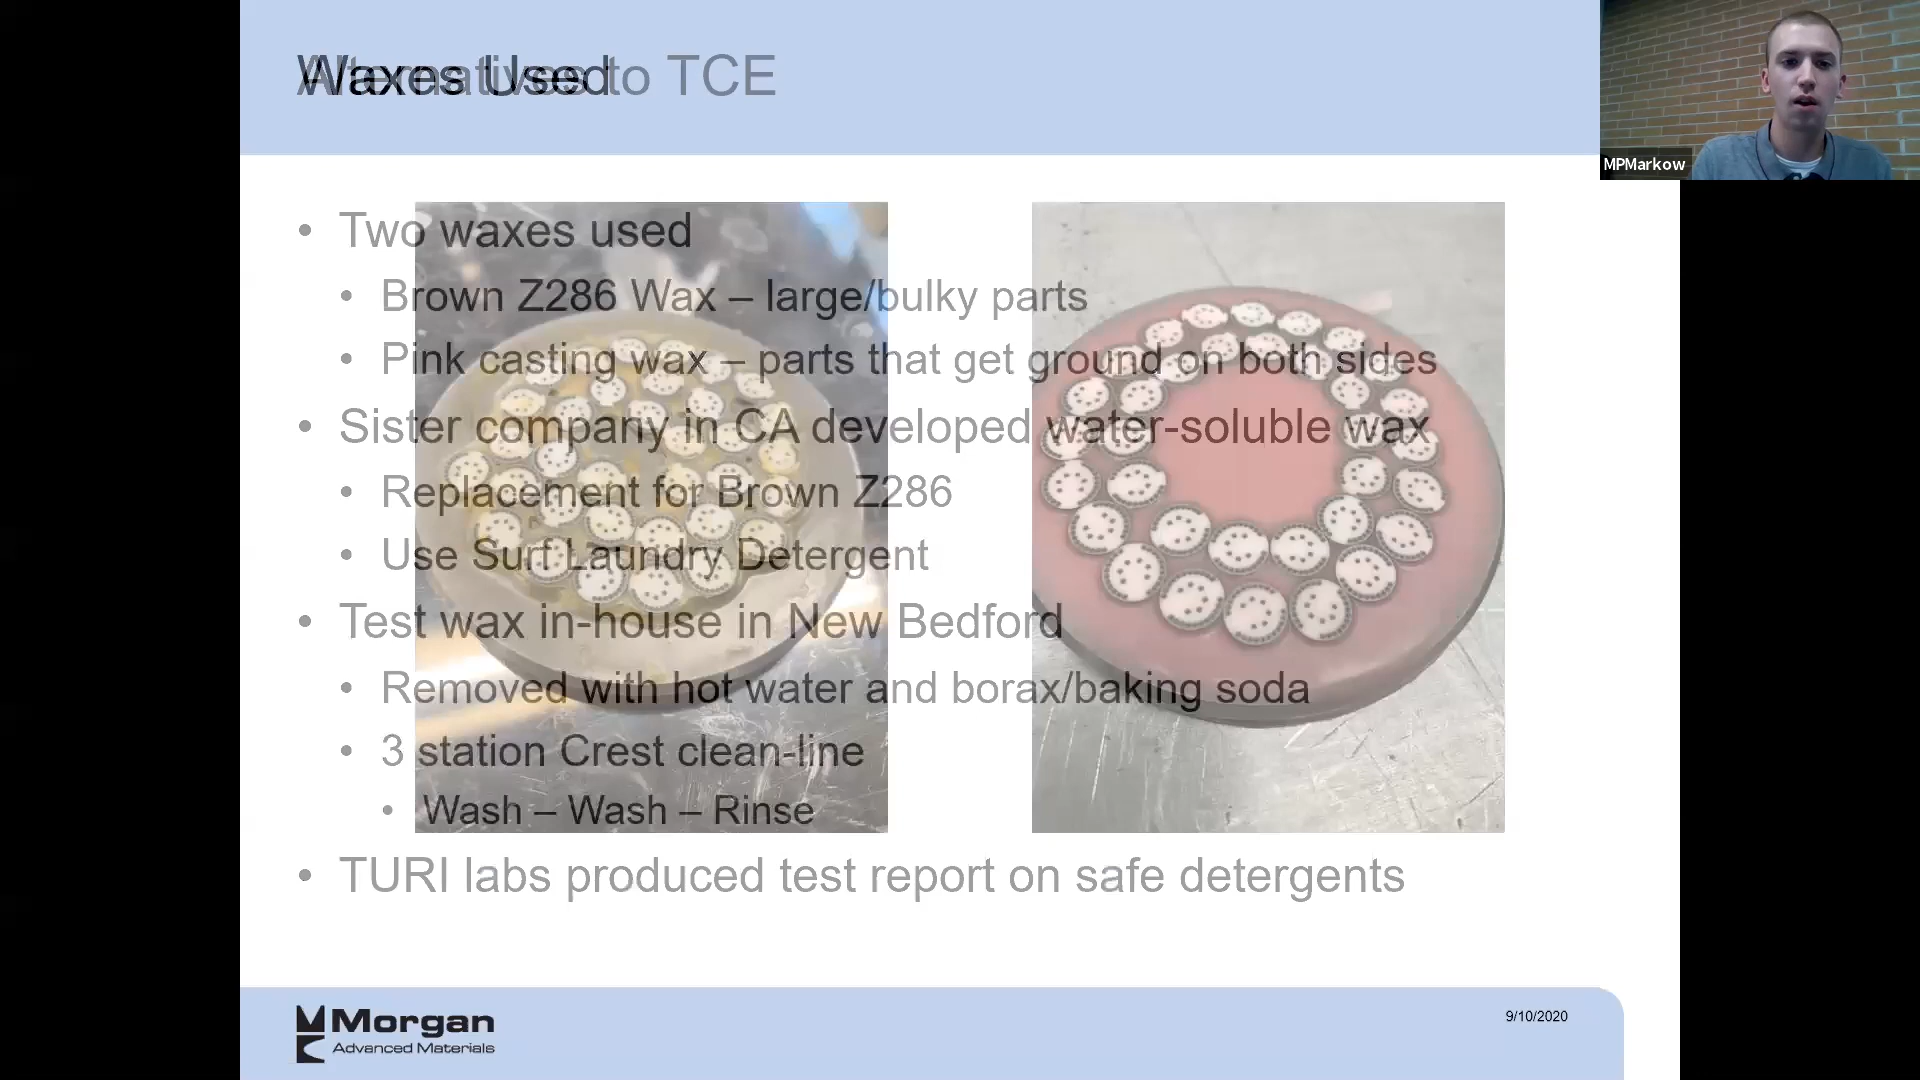 Waxes Used
Alternatives to TCE
MPMarkow
• Two waxes used
• Brown Z286 Wax – large/bulky parts
• Pink casting wax – parts that get ground on both sides
• Sister company in CA developed water-soluble wax
• Replacement for Brown Z286
• Use Surf Laundry Detergent
• Test wax in-house in New Bedford
• Removed with hot water and borax/baking soda
• 3 station Crest clean-line
• Wash – Wash – Rinse
• TURI labs produced test report on safe detergents
Morgan
Advanced Materials
9/10/2020